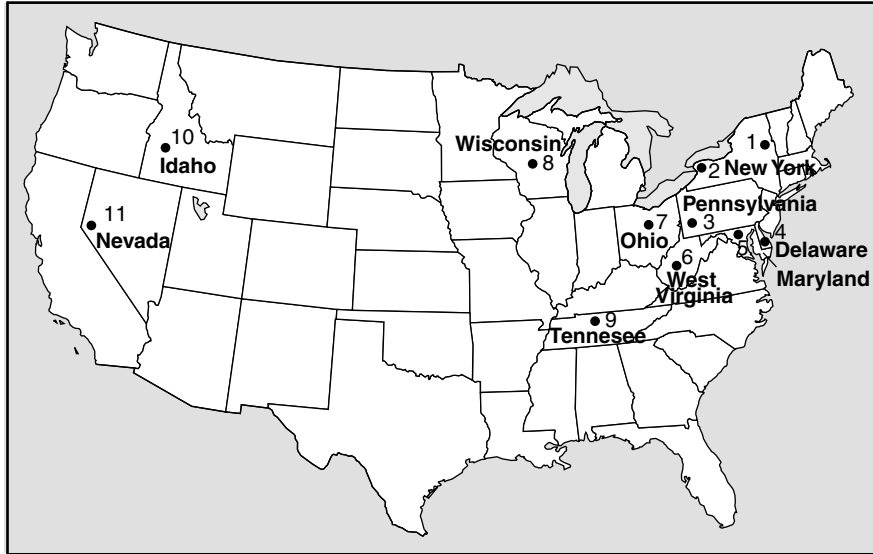 10
Idaho
11
Nevada
Wisconsin
8
1
2
New York
Pennsylvania
3
7
Ohio
4
Delaware
5
Maryland
6
West
Virginia
9
Tennesee